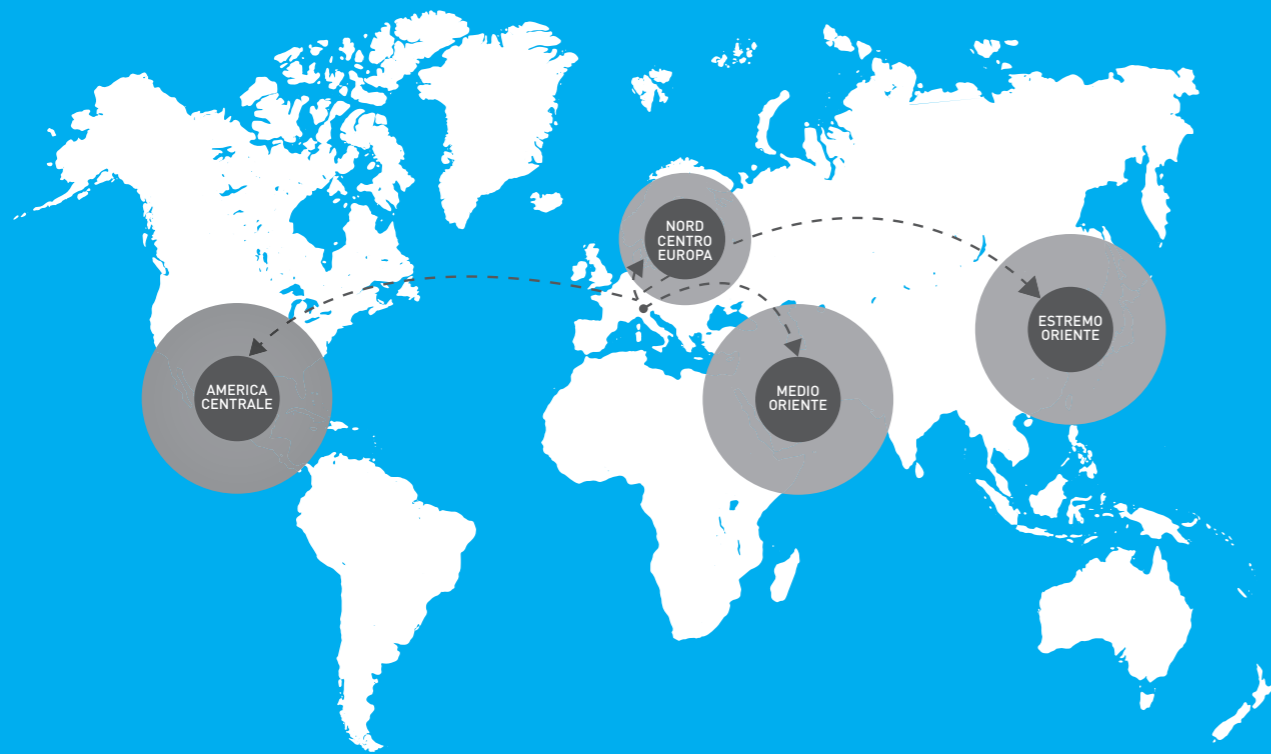 NORD
CENTRO
EUROPA
ESTREMO
ORIENTE
AMERICA
CENTRALE
MEDIO
ORIENTE